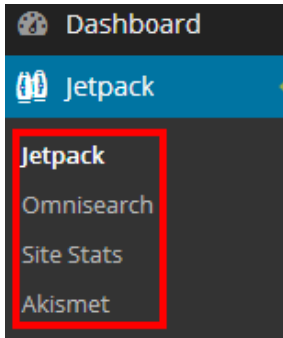 Dashboard
Jetpack
Jetpack
Omnisearch
Site Stats
Akismet